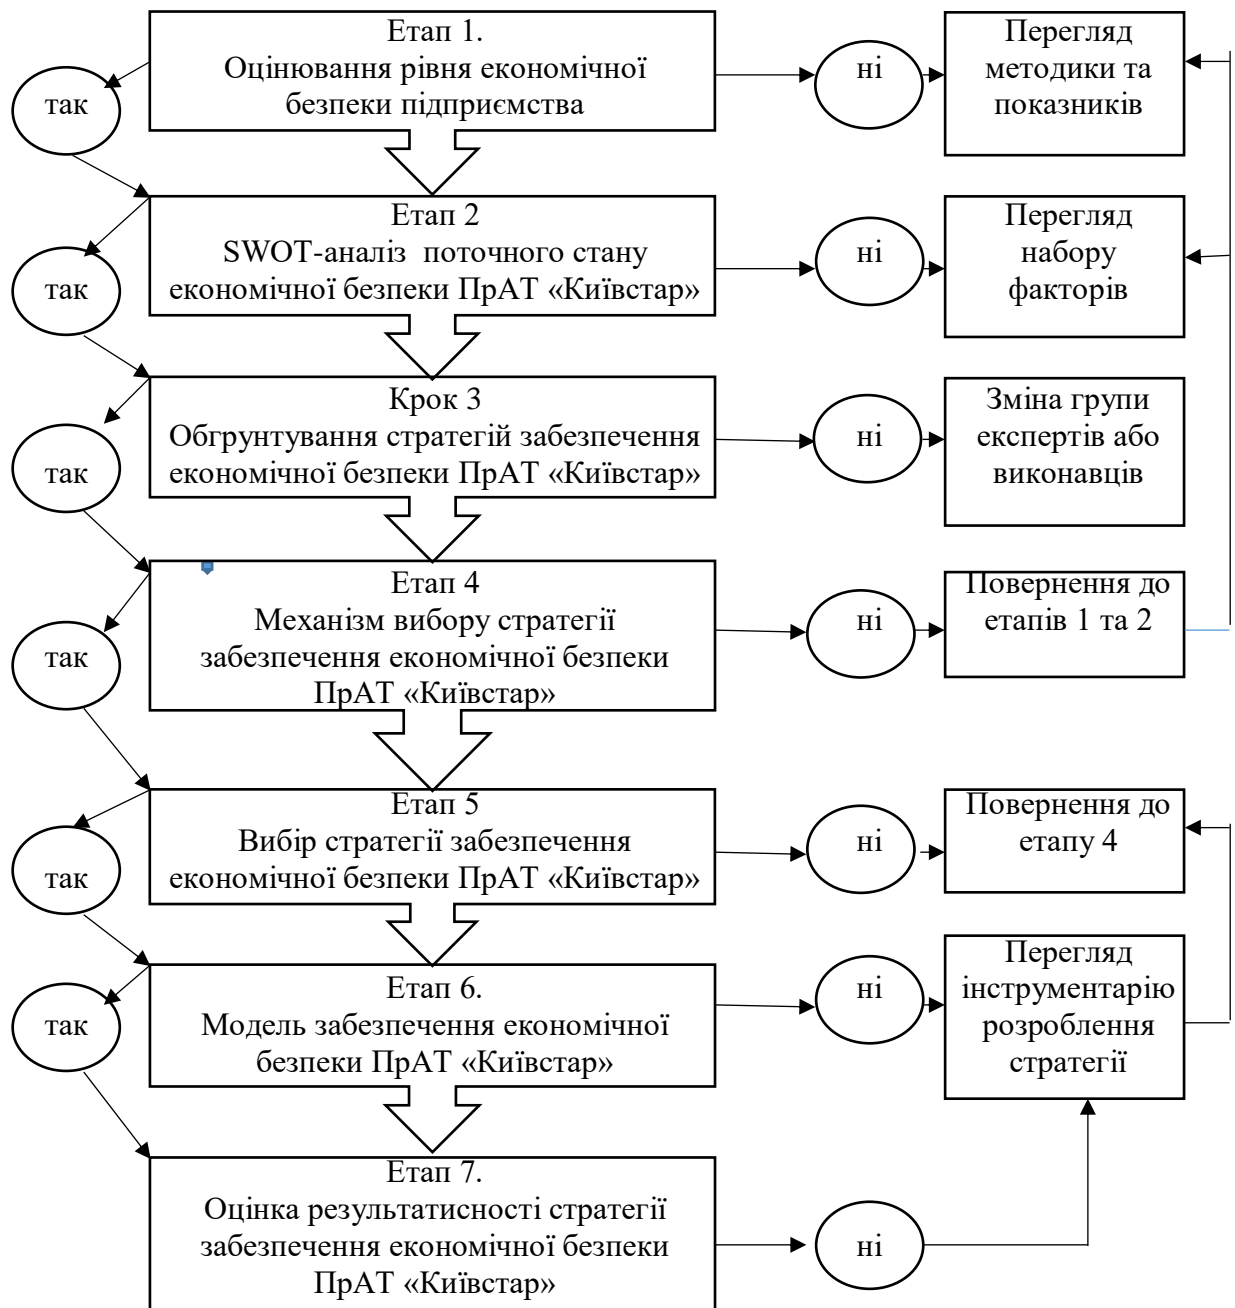 Етап 1.
Оцінювання рівня економічної
безпеки підприємства
так
ні
Перегляд
методики та
показників
Етап 2
SWOT-аналіз поточного стану
економічної безпеки ПрАТ «Київстар»
так
ні
Перегляд
набору
факторів
Крок 3
Обгрунтування стратегій забезпечення
економічної безпеки ПрАТ «Київстар»
так
ні
Зміна групи
експертів або
виконавців
Етап 4
Механізм вибору стратегії
забезпечення економічної безпеки
ПрАТ «Київстар»
так
ні
Повернення до
етапів 1 та 2
Етап 5
Вибір стратегії забезпечення
економічної безпеки ПрАТ «Київстар»
так
ні
Повернення до
етапу 4
Етап 6.
Модель забезпечення економічної
безпеки ПрАТ «Київстар»
так
ні
Перегляд
інструментарію
розроблення
стратегії
Етап 7.
Оцінка результатисності стратегії
забезпечення економічної безпеки
ПрАТ «Київстар»
ні